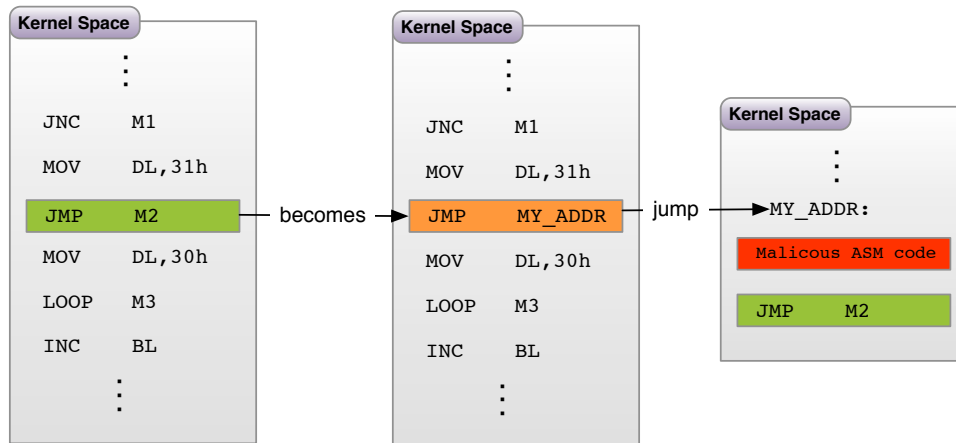 Kernel Space
JNC M1
MOV DL,31h
JMP M2
MOV DL,30h
LOOP M3
INC BL
becomes
Kernel Space
JNC M1
MOV DL,31h
JMP MY_ADDR
MOV DL,30h
LOOP M3
INC BL
jump
Kernel Space
MY_ADDR:
Malicous ASM code
JMP M2